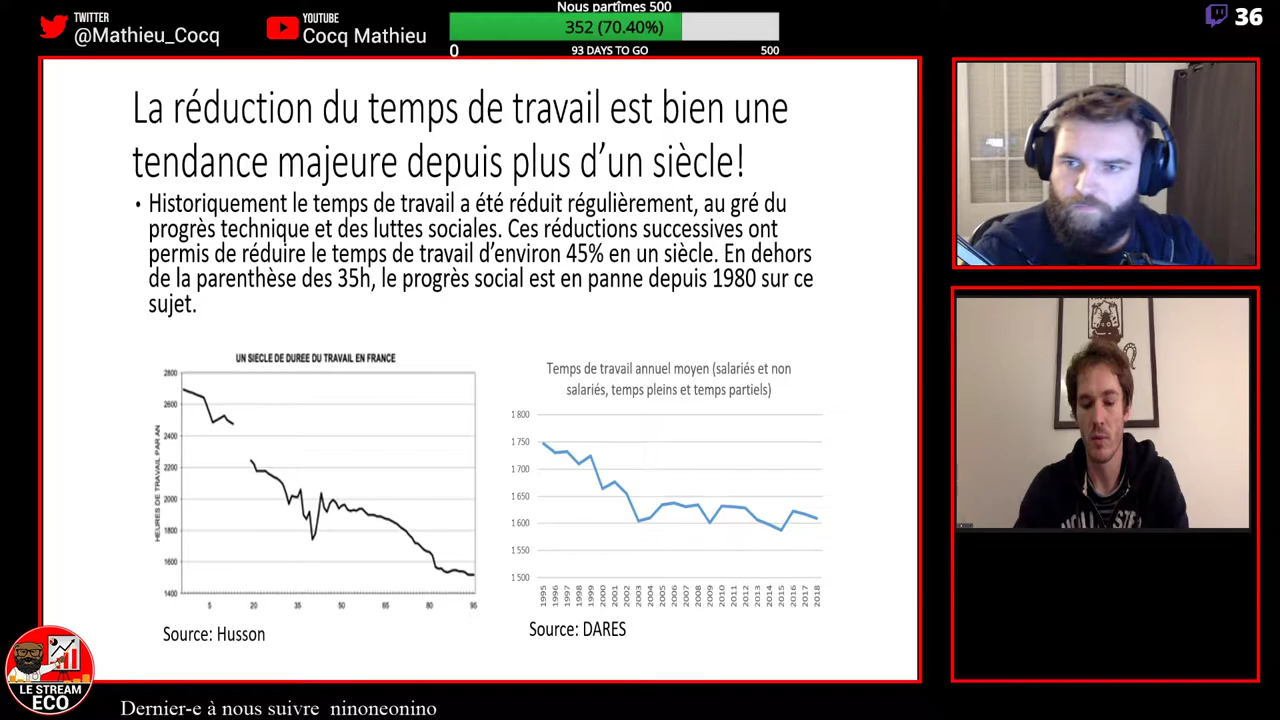 TWITTER
@Mathieu_Cocq
YOUTUBE
Cocq Mathieu
Nous partîmes 500
352 (70.40%)
0
93 DAYS TO GO
500
36
La réduction du temps de travail est bien une
tendance majeure depuis plus d'un siècle!
• Historiquement le temps de travail a été réduit régulièrement, au gré du
progrès technique et des luttes sociales. Ces réductions successives ont
permis de réduire le temps de travail d'environ 45% en un siècle. En dehors
de la parenthèse des 35h, le progrès social est en panne depuis 1980 sur ce
sujet.
UN SIECLE DE DUREE DU TRAVAIL EN FRANCE
HEURES DE TRAVAIL PAR AN
2800
2600
2400
2200
2000
1800
1600
1400
5 20 35 50 65 80 95
Source: Husson
Temps de travail annuel moyen (salariés et non
salariés, temps pleins et temps partiels)
1 800
1 750
1 700
1 650
1 600
1 550
1 500
1995 1996 1997 1998 1999 2000 2001 2002 2003 2004 2005 2006 2007 2008 2009 2010 2011 2012 2013 2014 2015 2016 2017 2018
Source: DARES
LE STREAM
ECO
Dernier-e à nous suivre ninoneonino